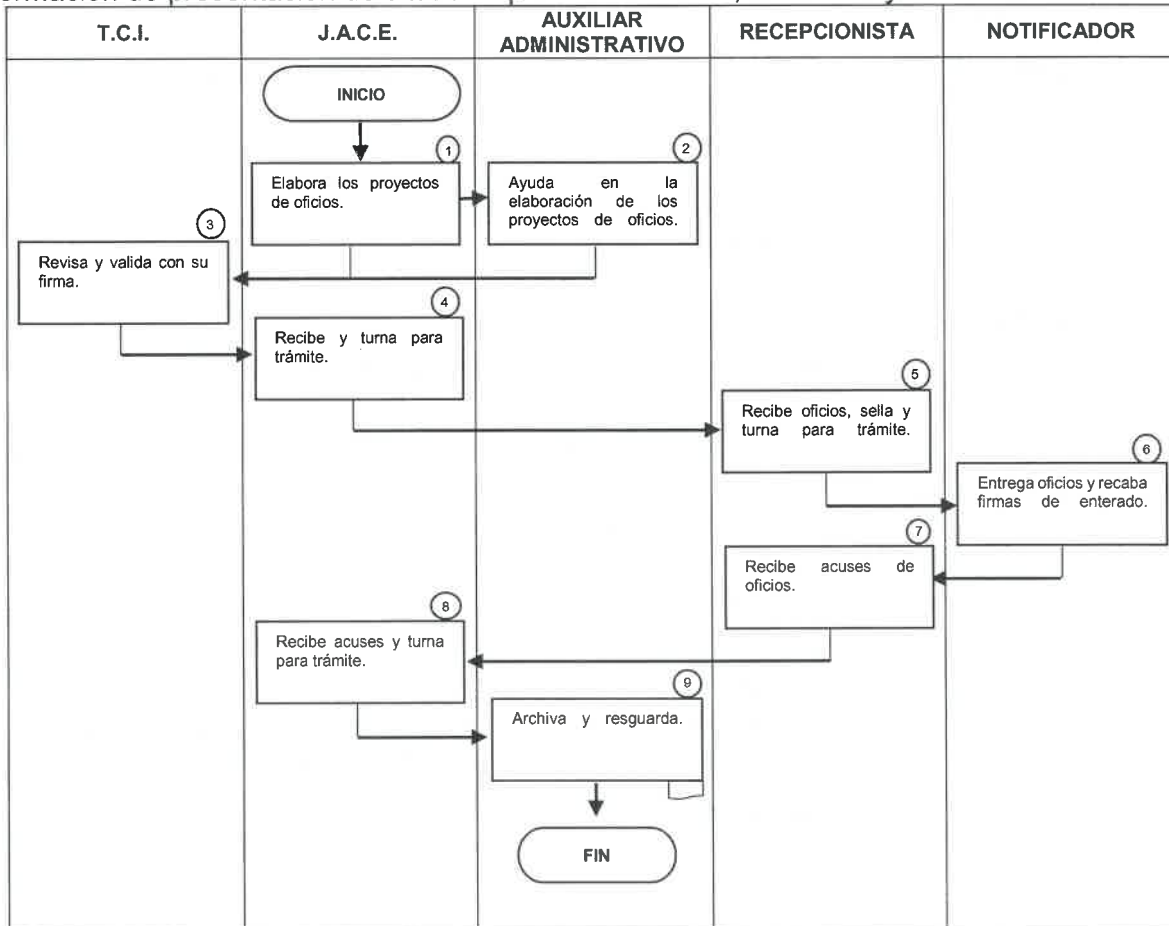 T.C.I.
J.A.C.E.
AUXILIAR
ADMINISTRATIVO
RECEPCIONISTA
NOTIFICADOR
INICIO
1
Elabora los proyectos
de oficios.
2
Ayuda en la
elaboración de los
proyectos de oficios.
3
Revisa y valida con su
firma.
4
Recibe y turna para
trámite.
5
Recibe oficios, sella y
turna para trámite.
6
Entrega oficios y recaba
firmas de enterado.
7
Recibe acuses de
oficios.
8
Recibe acuses y turna
para trámite.
9
Archiva y resguarda.
FIN